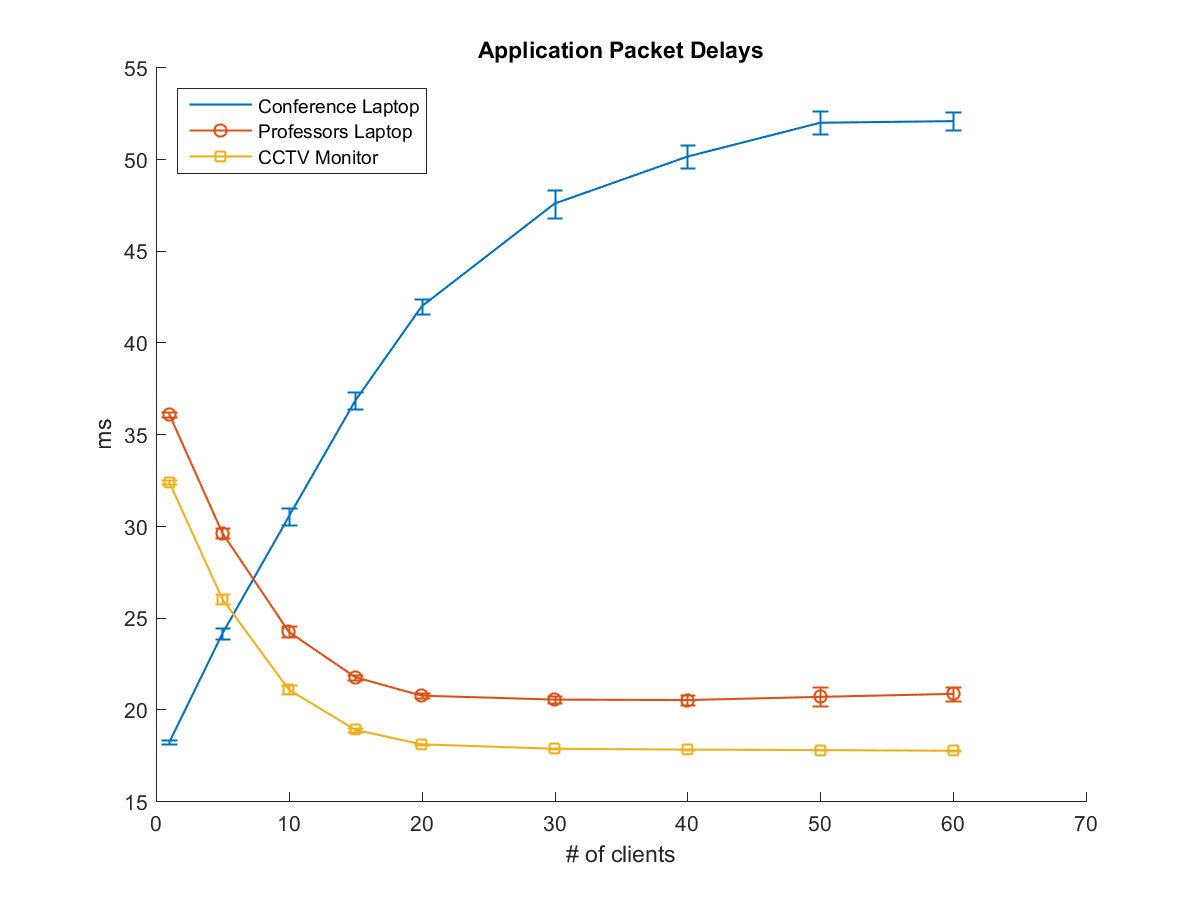 Application Packet Delays
55
50
45
40
35
30
25
20
15
ms
Conference Laptop
Professors Laptop
CCTV Monitor
0 10 20 30 40 50 60 70
# of clients